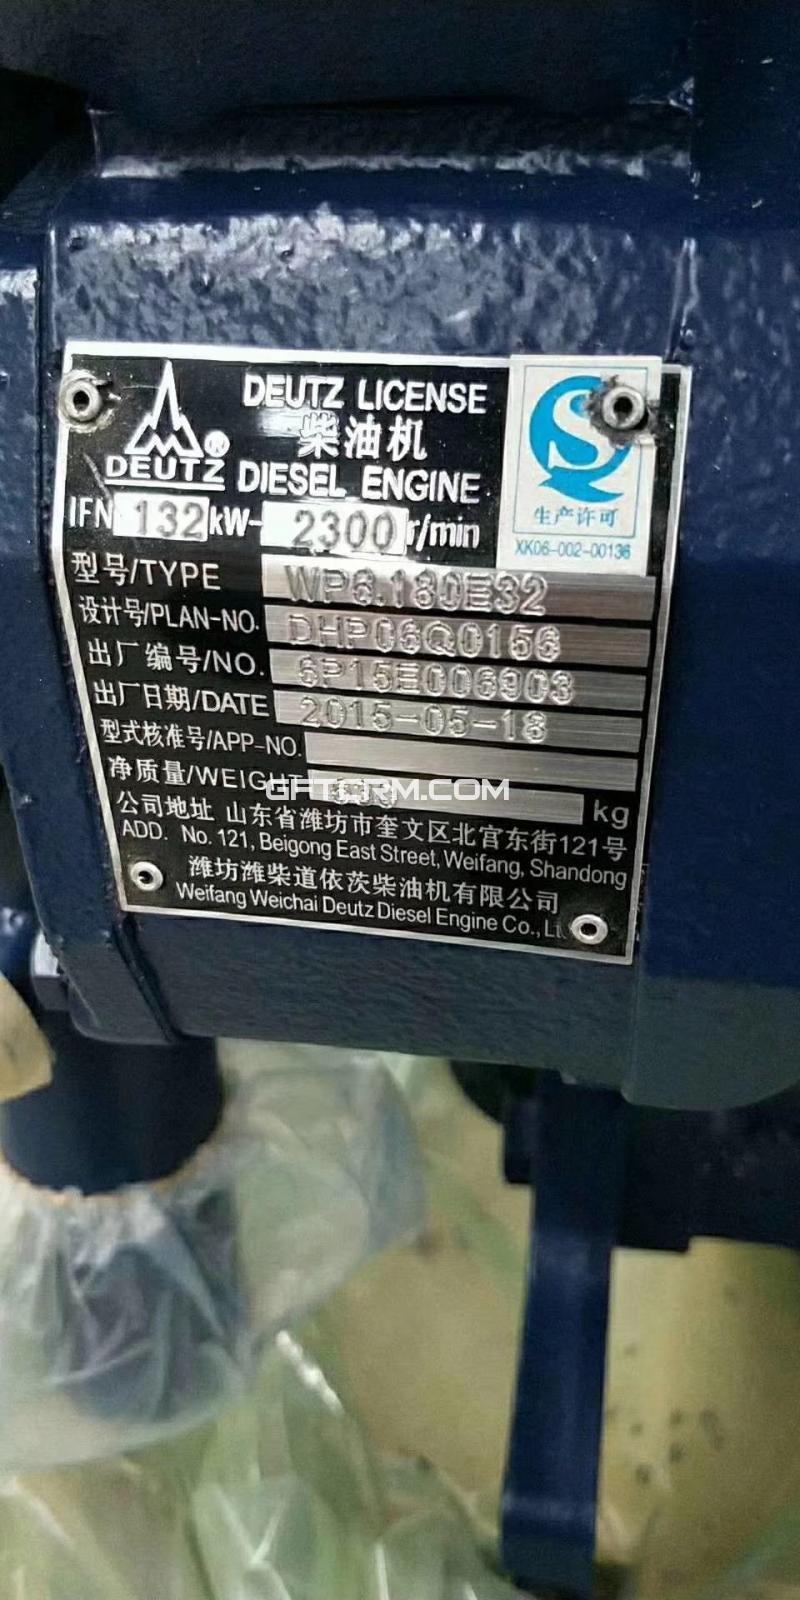 DEUTZ LICENSE
柴油机
DEUTZ®
DIESEL ENGINE
S
生产许可
XK06-002-00136
IFN 132 kW- 2300 r/min
型号/TYPE WP6.180E32
设计号/PLAN-NO. DHP06Q0156
出厂编号/NO. 6P15E006903
出厂日期/DATE 2015-05-18
型式核准号/APP-NO.
净质量/WEIGHT kg
GFTCRM.COM
公司地址 山东省潍坊市奎文区北宫东街121号
ADD. No. 121, Beigong East Street, Weifang, Shandong
潍坊潍柴道依茨柴油机有限公司
Weifang Weichai Deutz Diesel Engine Co.,